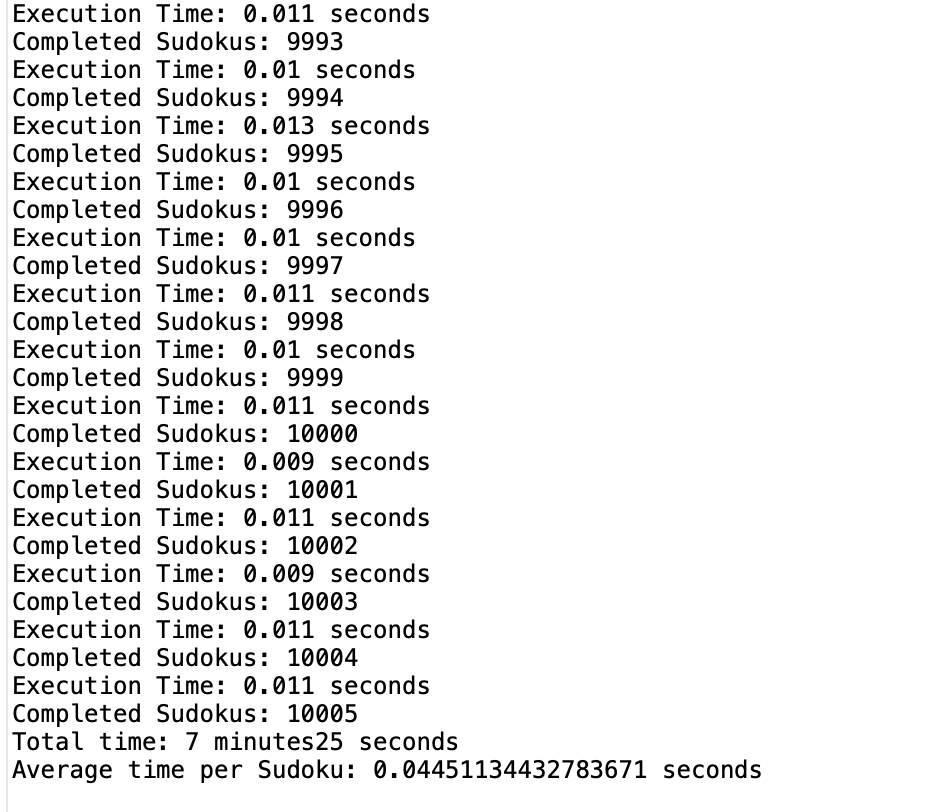 Execution Time: 0.011 seconds
Completed Sudokus: 9993
Execution Time: 0.01 seconds
Completed Sudokus: 9994
Execution Time: 0.013 seconds
Completed Sudokus: 9995
Execution Time: 0.01 seconds
Completed Sudokus: 9996
Execution Time: 0.01 seconds
Completed Sudokus: 9997
Execution Time: 0.011 seconds
Completed Sudokus: 9998
Execution Time: 0.01 seconds
Completed Sudokus: 9999
Execution Time: 0.011 seconds
Completed Sudokus: 10000
Execution Time: 0.009 seconds
Completed Sudokus: 10001
Execution Time: 0.011 seconds
Completed Sudokus: 10002
Execution Time: 0.009 seconds
Completed Sudokus: 10003
Execution Time: 0.011 seconds
Completed Sudokus: 10004
Execution Time: 0.011 seconds
Completed Sudokus: 10005
Total time: 7 minutes25 seconds
Average time per Sudoku: 0.04451134432783671 seconds